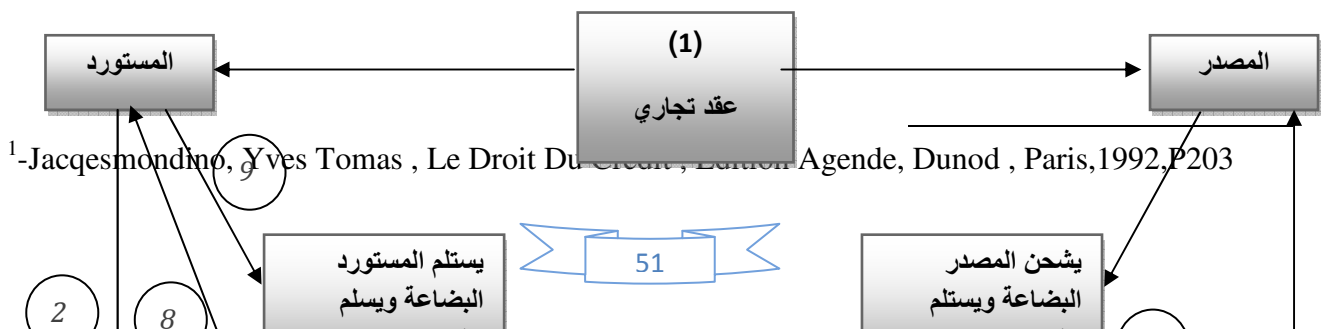 (1)
عقد تجاري
المصدر
المستورد
¹-Jacqesmondino, Yves Tomas , Le Droit Du Crédit , Edition Agende, Dunod , Paris,1992,P203
9
51
يشحن المصدر
البضاعة ويستلم
يستلم المستورد
البضاعة ويسلم
8
2